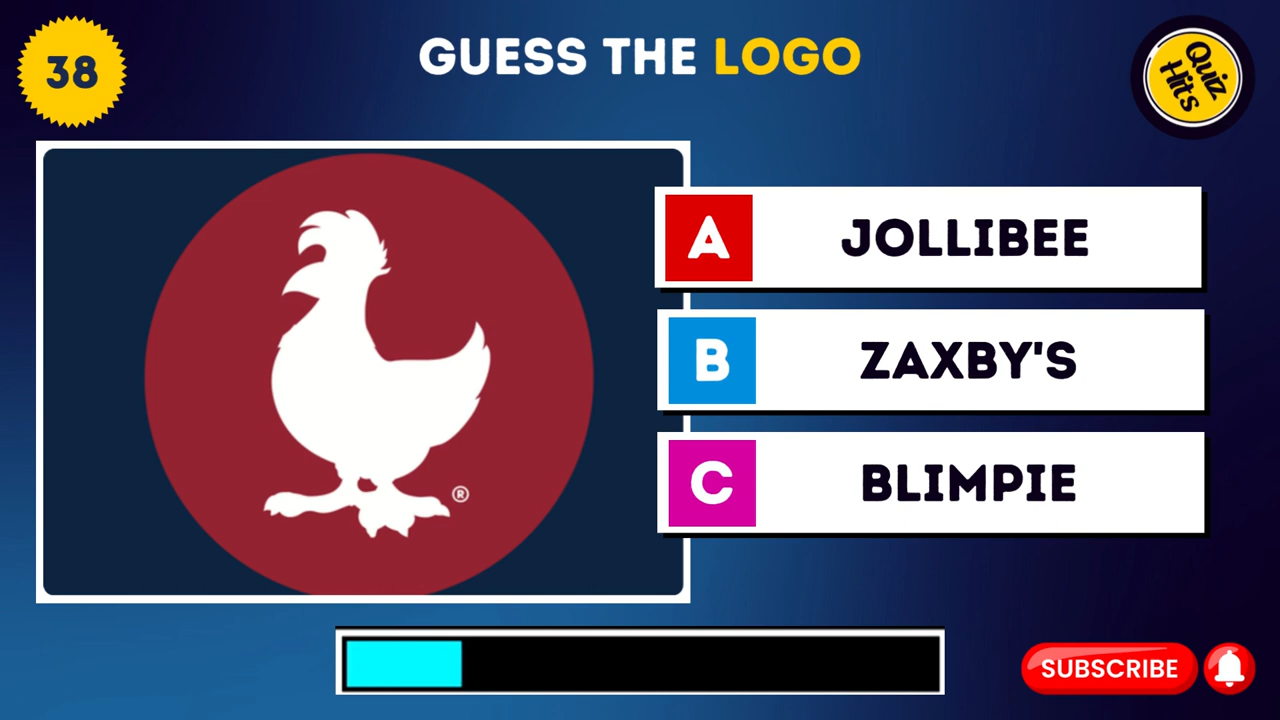 38
GUESS THE LOGO
Quiz
Hits
A JOLLIBEE
B ZAXBY'S
C BLIMPIE
®
SUBSCRIBE